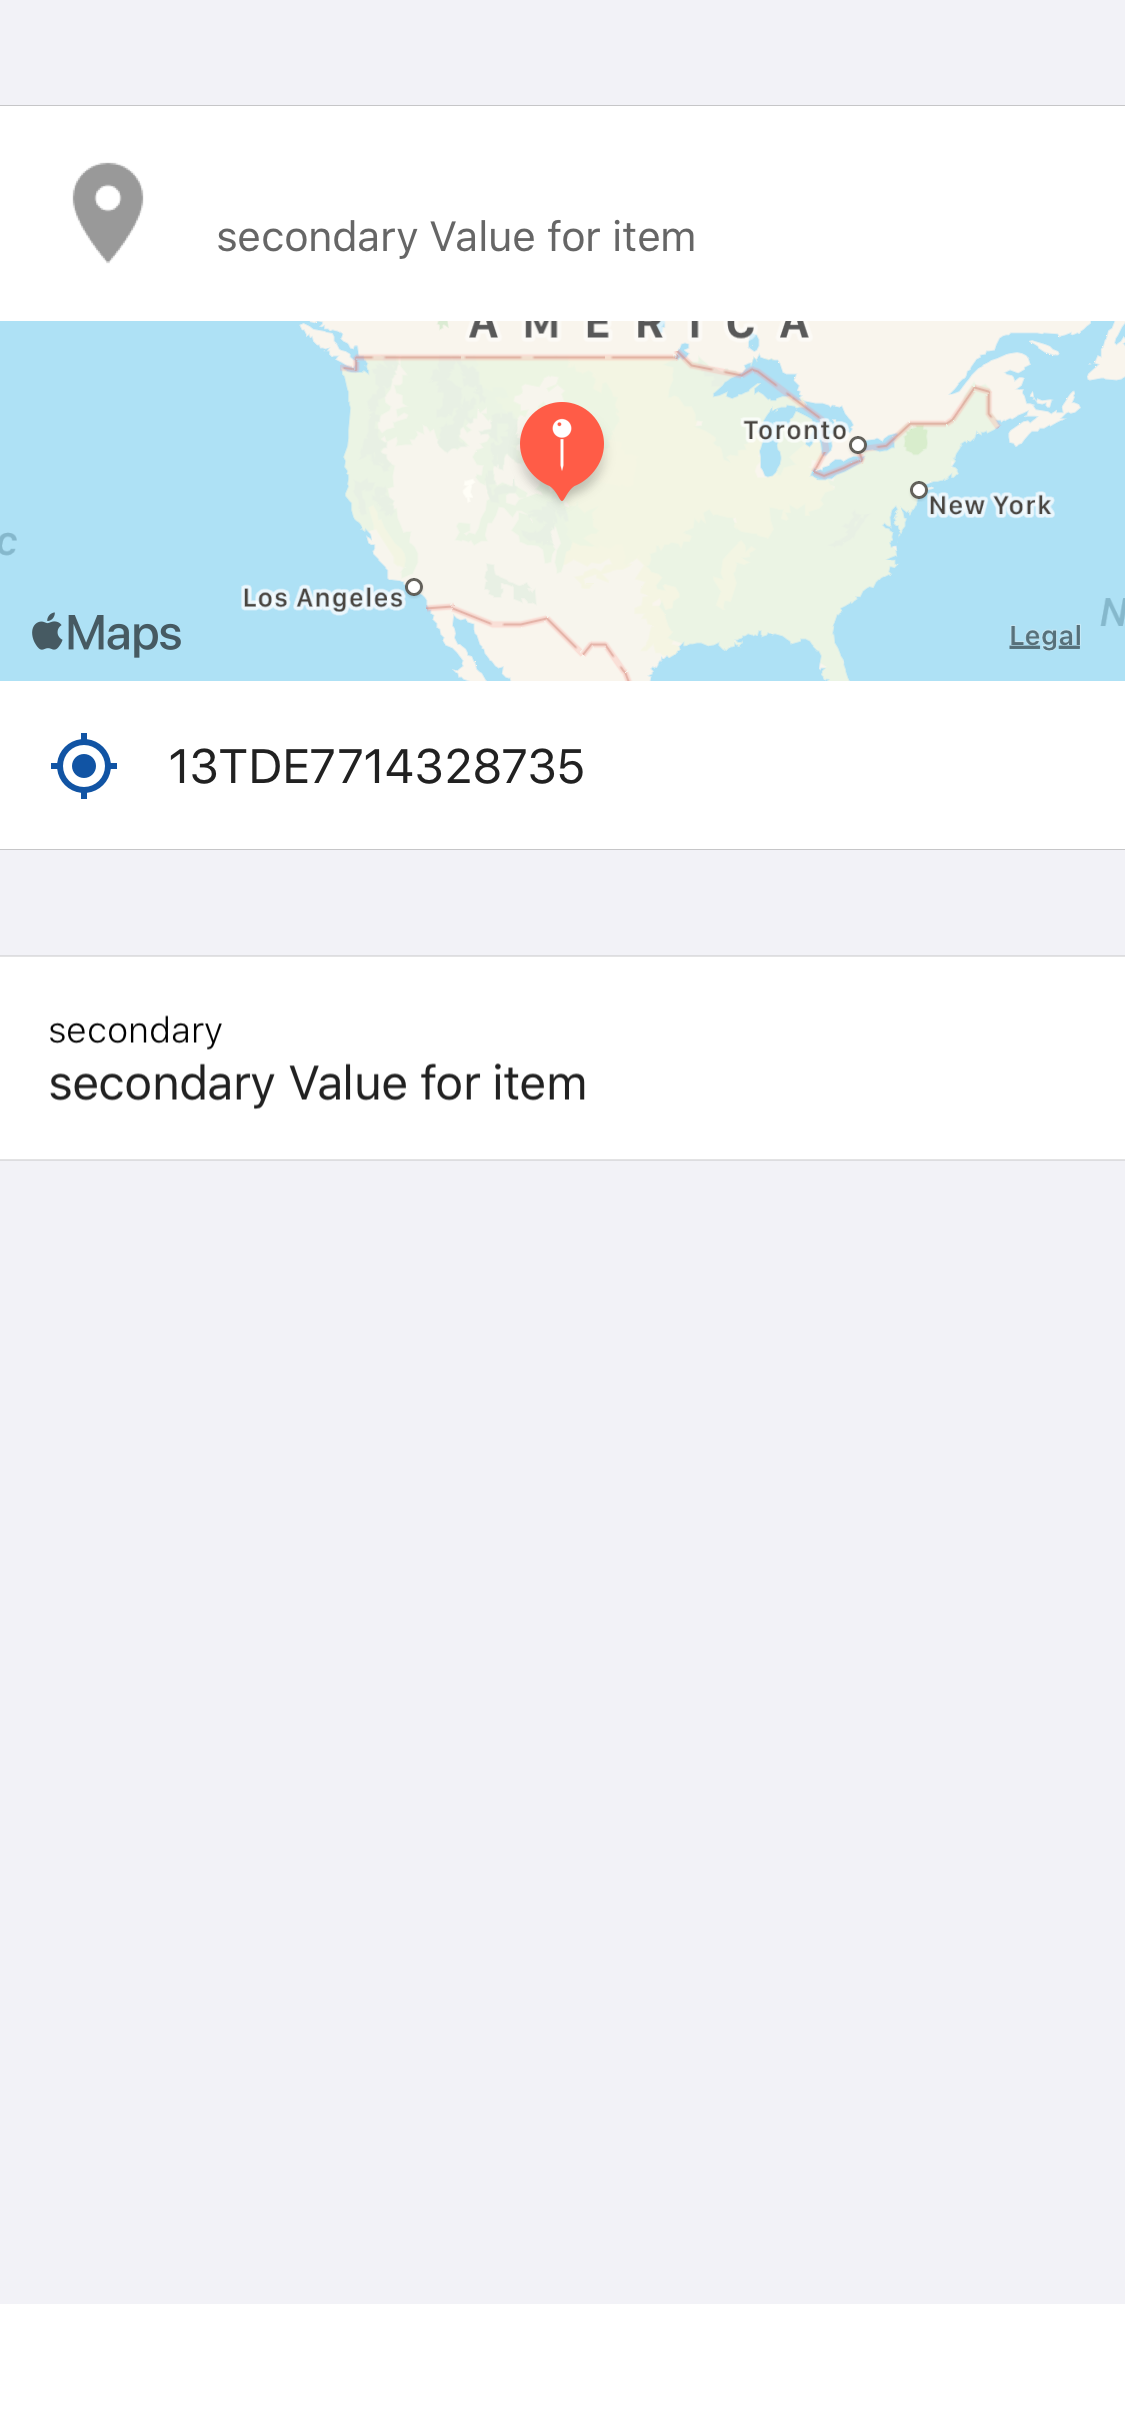 secondary Value for item
AMERICA
Toronto
New York
c
Los Angeles
N
Maps
Legal
13TDE7714328735
secondary
secondary Value for item